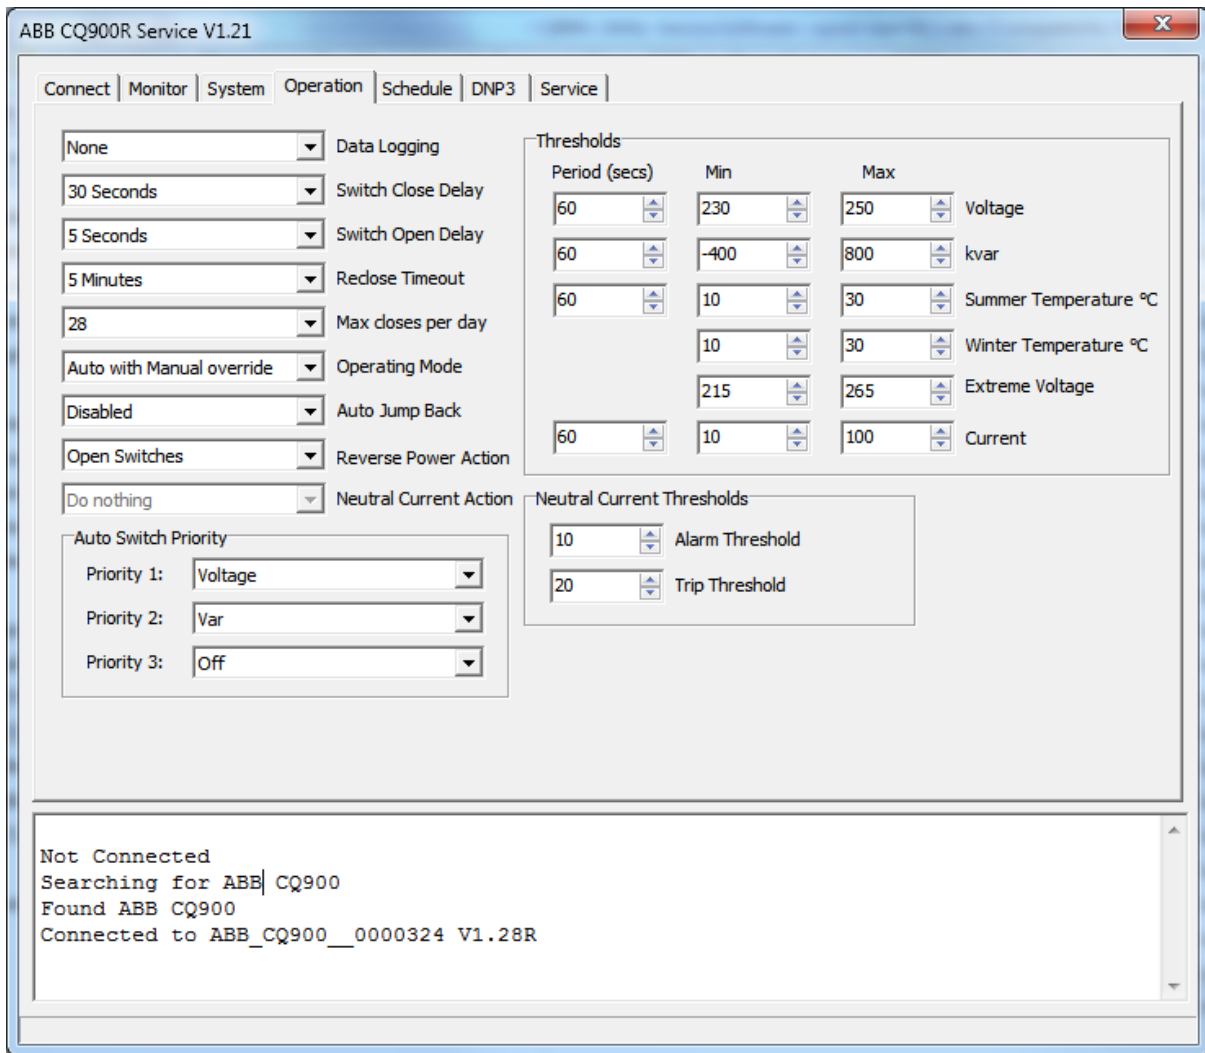 ABB CQ900R Service V1.21
Connect Monitor System Operation Schedule DNP3 Service
None Data Logging
30 Seconds Switch Close Delay
5 Seconds Switch Open Delay
5 Minutes Reclose Timeout
28 Max closes per day
Auto with Manual override Operating Mode
Disabled Auto Jump Back
Open Switches Reverse Power Action
Do nothing Neutral Current Action
Auto Switch Priority
Priority 1: Voltage
Priority 2: Var
Priority 3: Off
Thresholds
Period (secs) Min Max
60 230 250 Voltage
60 -400 800 kvar
60 10 30 Summer Temperature ºC
10 30 Winter Temperature ºC
215 265 Extreme Voltage
60 10 100 Current
Neutral Current Thresholds
10 Alarm Threshold
20 Trip Threshold
Not Connected
Searching for ABB CQ900
Found ABB CQ900
Connected to ABB_CQ900__0000324 V1.28R